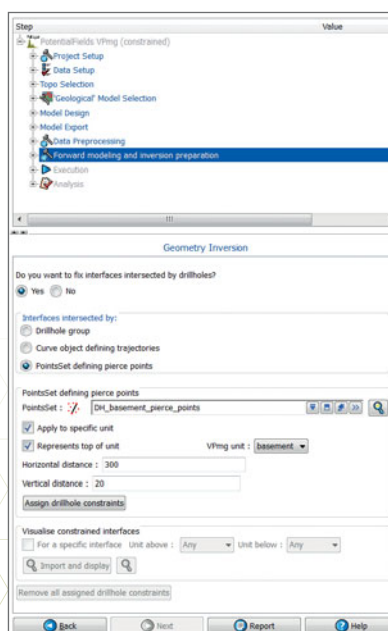 Step Value
PotentialFields VPmg (constrained)
Project Setup
Data Setup
Topo Selection
'Geological' Model Selection
Model Design
Model Export
Data Preprocessing
Forward modeling and inversion preparation
Execution
Analysis
Geometry Inversion
Do you want to fix interfaces intersected by drillholes?
Yes No
Interfaces intersected by:
Drillhole group
Curve object defining trajectories
PointsSet defining pierce points
PointsSet defining pierce points
PointsSet : DH_basement_pierce_points
Apply to specific unit
Represents top of unit VPmg unit : basement
Horizontal distance : 300
Vertical distance : 20
Assign drillhole constraints
Visualise constrained interfaces
For a specific interface Unit above : Any Unit below : Any
Import and display
Remove all assigned drillhole constraints
Back Next Report Help